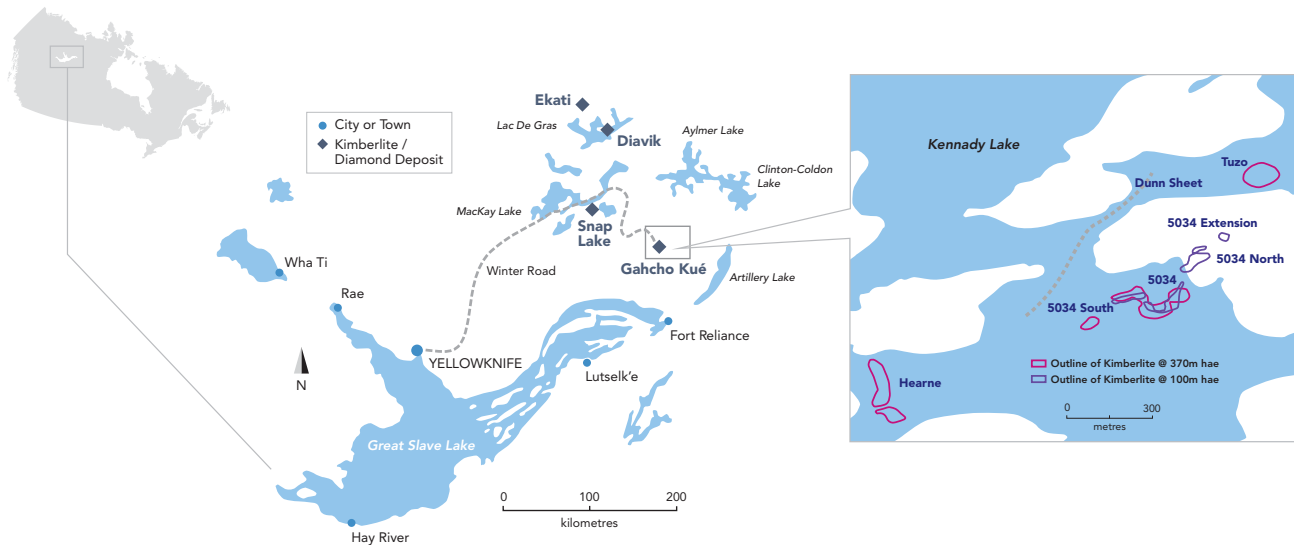 City or Town
Kimberlite /
Diamond Deposit
Ekati
Lac De Gras
Diavik
Aylmer Lake
Clinton-Coldon
Lake
MacKay Lake
Snap
Lake
Gahcho Kué
Artillery Lake
Winter Road
Wha Ti
Rae
N
YELLOWKNIFE
Fort Reliance
Lutselk'e
Great Slave Lake
Hay River
0 100 200
kilometres
Kennady Lake
Tuzo
Dunn Sheet
5034 Extension
5034 North
5034
5034 South
Hearne
Outline of Kimberlite @ 370m hae
Outline of Kimberlite @ 100m hae
0 300
metres